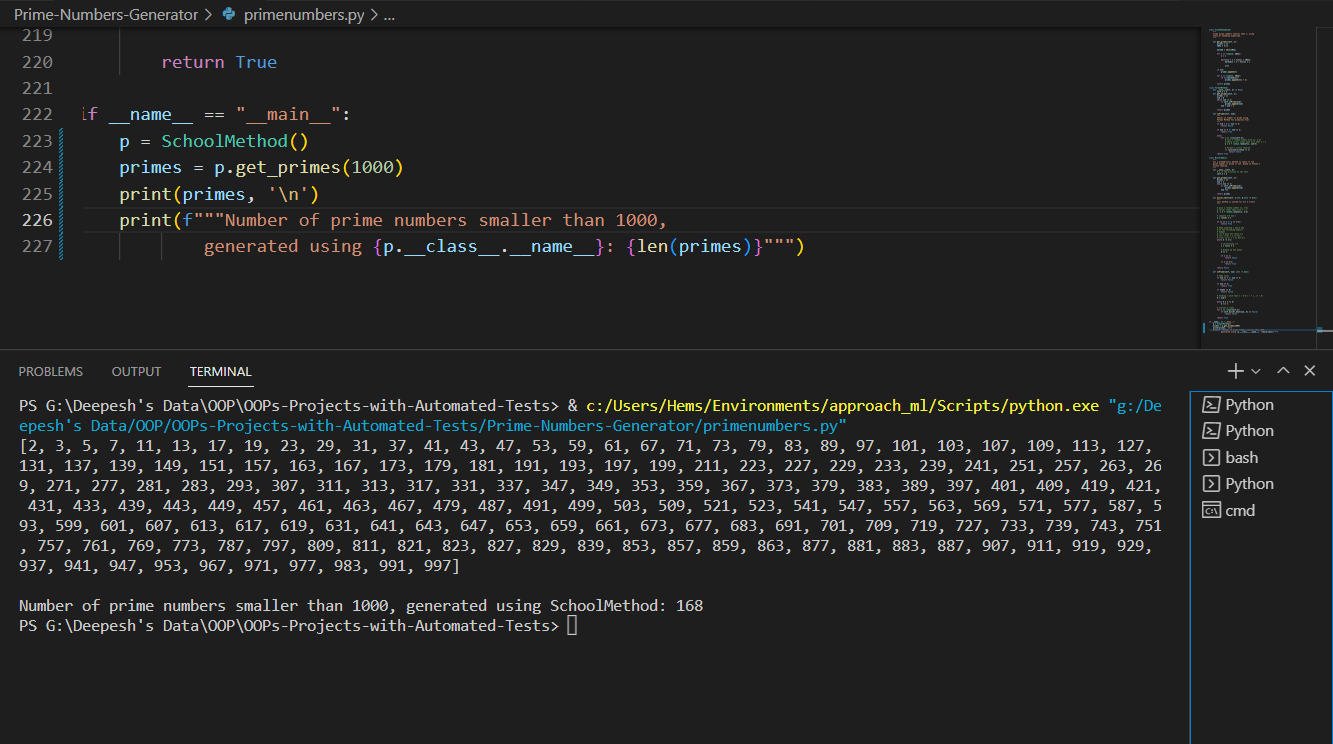 Prime-Numbers-Generator > primenumbers.py > ...
219
220 return True
221
222 if __name__ == "__main__":
223 p = SchoolMethod()
224 primes = p.get_primes(1000)
225 print(primes, '\n')
226 print(f"""Number of prime numbers smaller than 1000,
227 generated using {p.__class__.__name__}: {len(primes)}""")
PROBLEMS OUTPUT TERMINAL
PS G:\Deepesh's Data\OOP\OOPs-Projects-with-Automated-Tests> & c:/Users/Hems/Environments/approach_ml/Scripts/python.exe "g:/De
epesh's Data/OOP/OOPs-Projects-with-Automated-Tests/Prime-Numbers-Generator/primenumbers.py"
[2, 3, 5, 7, 11, 13, 17, 19, 23, 29, 31, 37, 41, 43, 47, 53, 59, 61, 67, 71, 73, 79, 83, 89, 97, 101, 103, 107, 109, 113, 127,
131, 137, 139, 149, 151, 157, 163, 167, 173, 179, 181, 191, 193, 197, 199, 211, 223, 227, 229, 233, 239, 241, 251, 257, 263, 26
9, 271, 277, 281, 283, 293, 307, 311, 313, 317, 331, 337, 347, 349, 353, 359, 367, 373, 379, 383, 389, 397, 401, 409, 419, 421,
431, 433, 439, 443, 449, 457, 461, 463, 467, 479, 487, 491, 499, 503, 509, 521, 523, 541, 547, 557, 563, 569, 571, 577, 587, 5
93, 599, 601, 607, 613, 617, 619, 631, 641, 643, 647, 653, 659, 661, 673, 677, 683, 691, 701, 709, 719, 727, 733, 739, 743, 751
, 757, 761, 769, 773, 787, 797, 809, 811, 821, 823, 827, 829, 839, 853, 857, 859, 863, 877, 881, 883, 887, 907, 911, 919, 929,
937, 941, 947, 953, 967, 971, 977, 983, 991, 997]
Number of prime numbers smaller than 1000, generated using SchoolMethod: 168
PS G:\Deepesh's Data\OOP\OOPs-Projects-with-Automated-Tests>
Python
Python
bash
Python
cmd